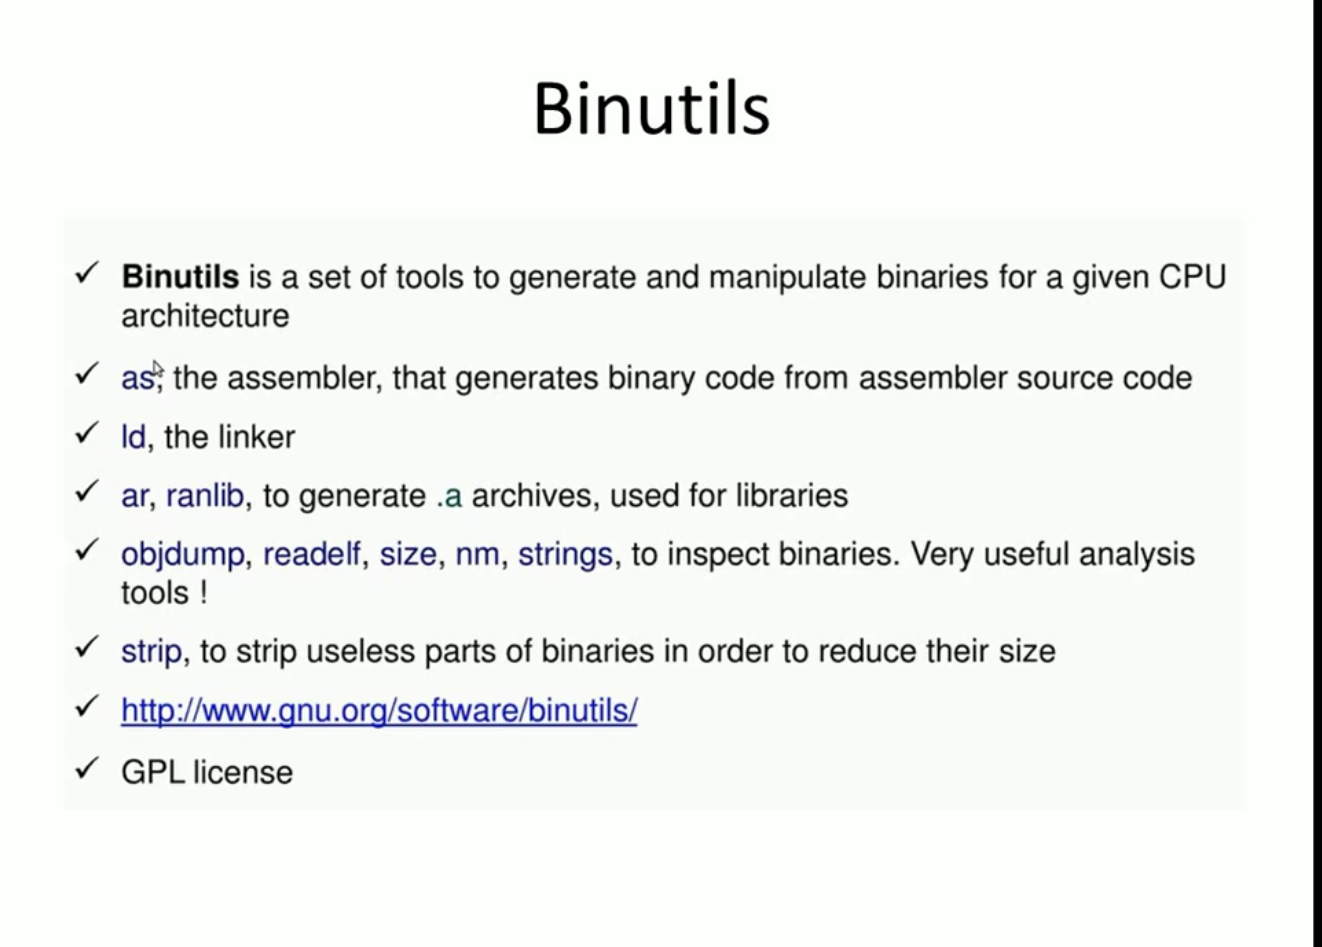 Binutils
✓ Binutils is a set of tools to generate and manipulate binaries for a given CPU
architecture
✓ as, the assembler, that generates binary code from assembler source code
✓ ld, the linker
✓ ar, ranlib, to generate .a archives, used for libraries
✓ objdump, readelf, size, nm, strings, to inspect binaries. Very useful analysis
tools !
✓ strip, to strip useless parts of binaries in order to reduce their size
✓ http://www.gnu.org/software/binutils/
✓ GPL license